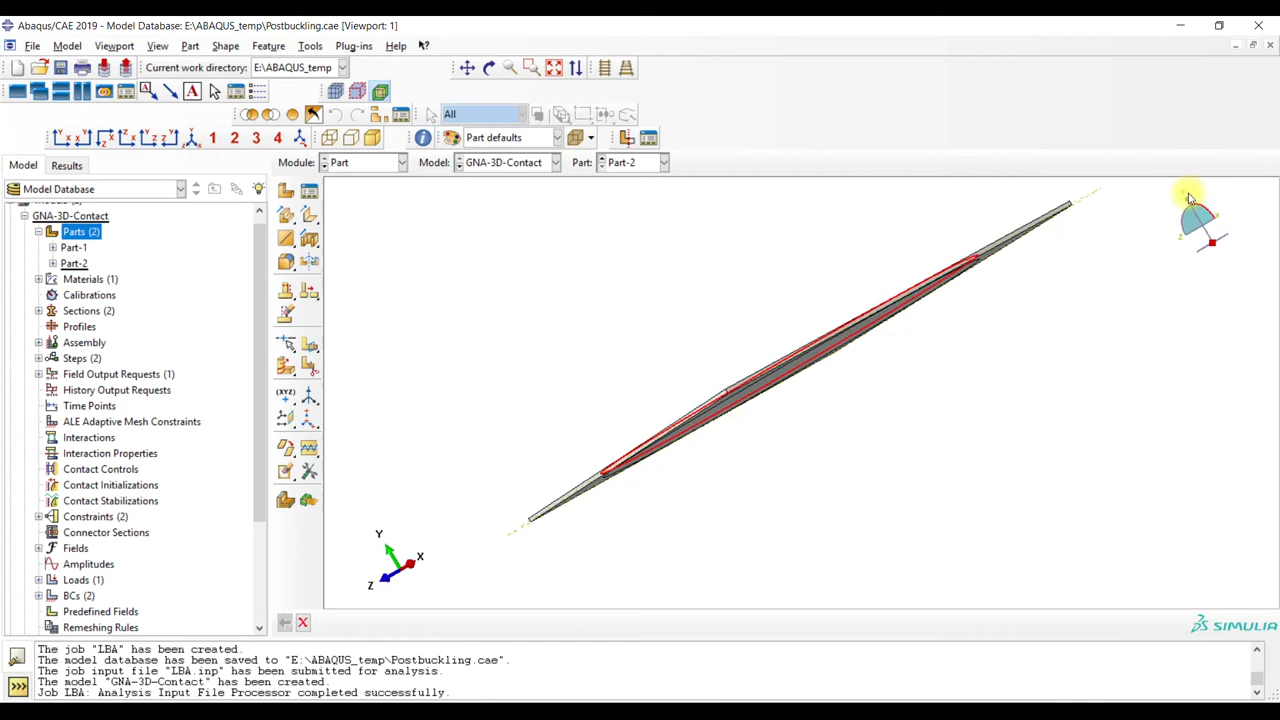 Abaqus/CAE 2019 - Model Database: E:\ABAQUS_temp\Postbuckling.cae [Viewport: 1]
File Model Viewport View Part Shape Feature Tools Plug-ins Help
Current work directory: E:\ABAQUS_temp
All
1 2 3 4 Part defaults
Model Results Module: Part Model: GNA-3D-Contact Part: Part-2
Model Database
GNA-3D-Contact
Parts (2)
Part-1
Part-2
Materials (1)
Calibrations
Sections (2)
Profiles
Assembly
Steps (2)
Field Output Requests (1)
History Output Requests
Time Points
ALE Adaptive Mesh Constraints
Interactions
Interaction Properties
Contact Controls
Contact Initializations
Contact Stabilizations
Constraints (2)
Connector Sections
Fields
Amplitudes
Loads (1)
BCs (2)
Predefined Fields
Remeshing Rules
Y
X
Z
SIMULIA
The job "LBA" has been created.
The model database has been saved to "E:\ABAQUS_temp\Postbuckling.cae".
The job input file "LBA.inp" has been submitted for analysis.
The model "GNA-3D-Contact" has been created.
Job LBA: Analysis Input File Processor completed successfully.